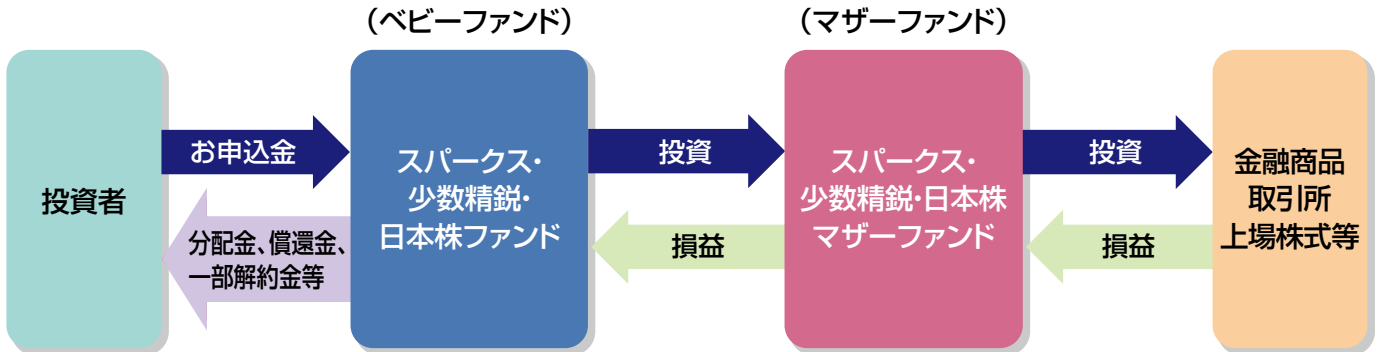 (ベビーファンド)
(マザーファンド)
投資者
お申込金
分配金、償還金、
一部解約金等
スパークス・
少数精鋭・
日本株ファンド
投資
損益
スパークス・
少数精鋭・日本株
マザーファンド
投資
損益
金融商品
取引所
上場株式等